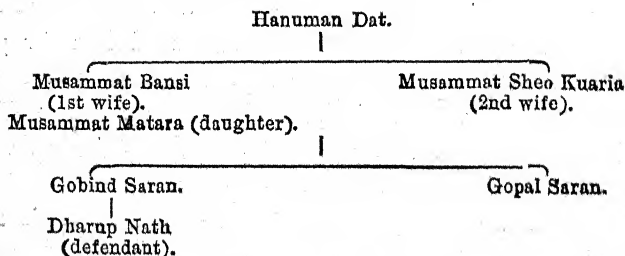 Hanuman Dat.
Musammat Bansi Musammat Sheo Kuaria
(1st wife). (2nd wife).
Musammat Matara (daughter).
Gobind Saran. Gopal Saran.
Dharup Nath
(defendant).